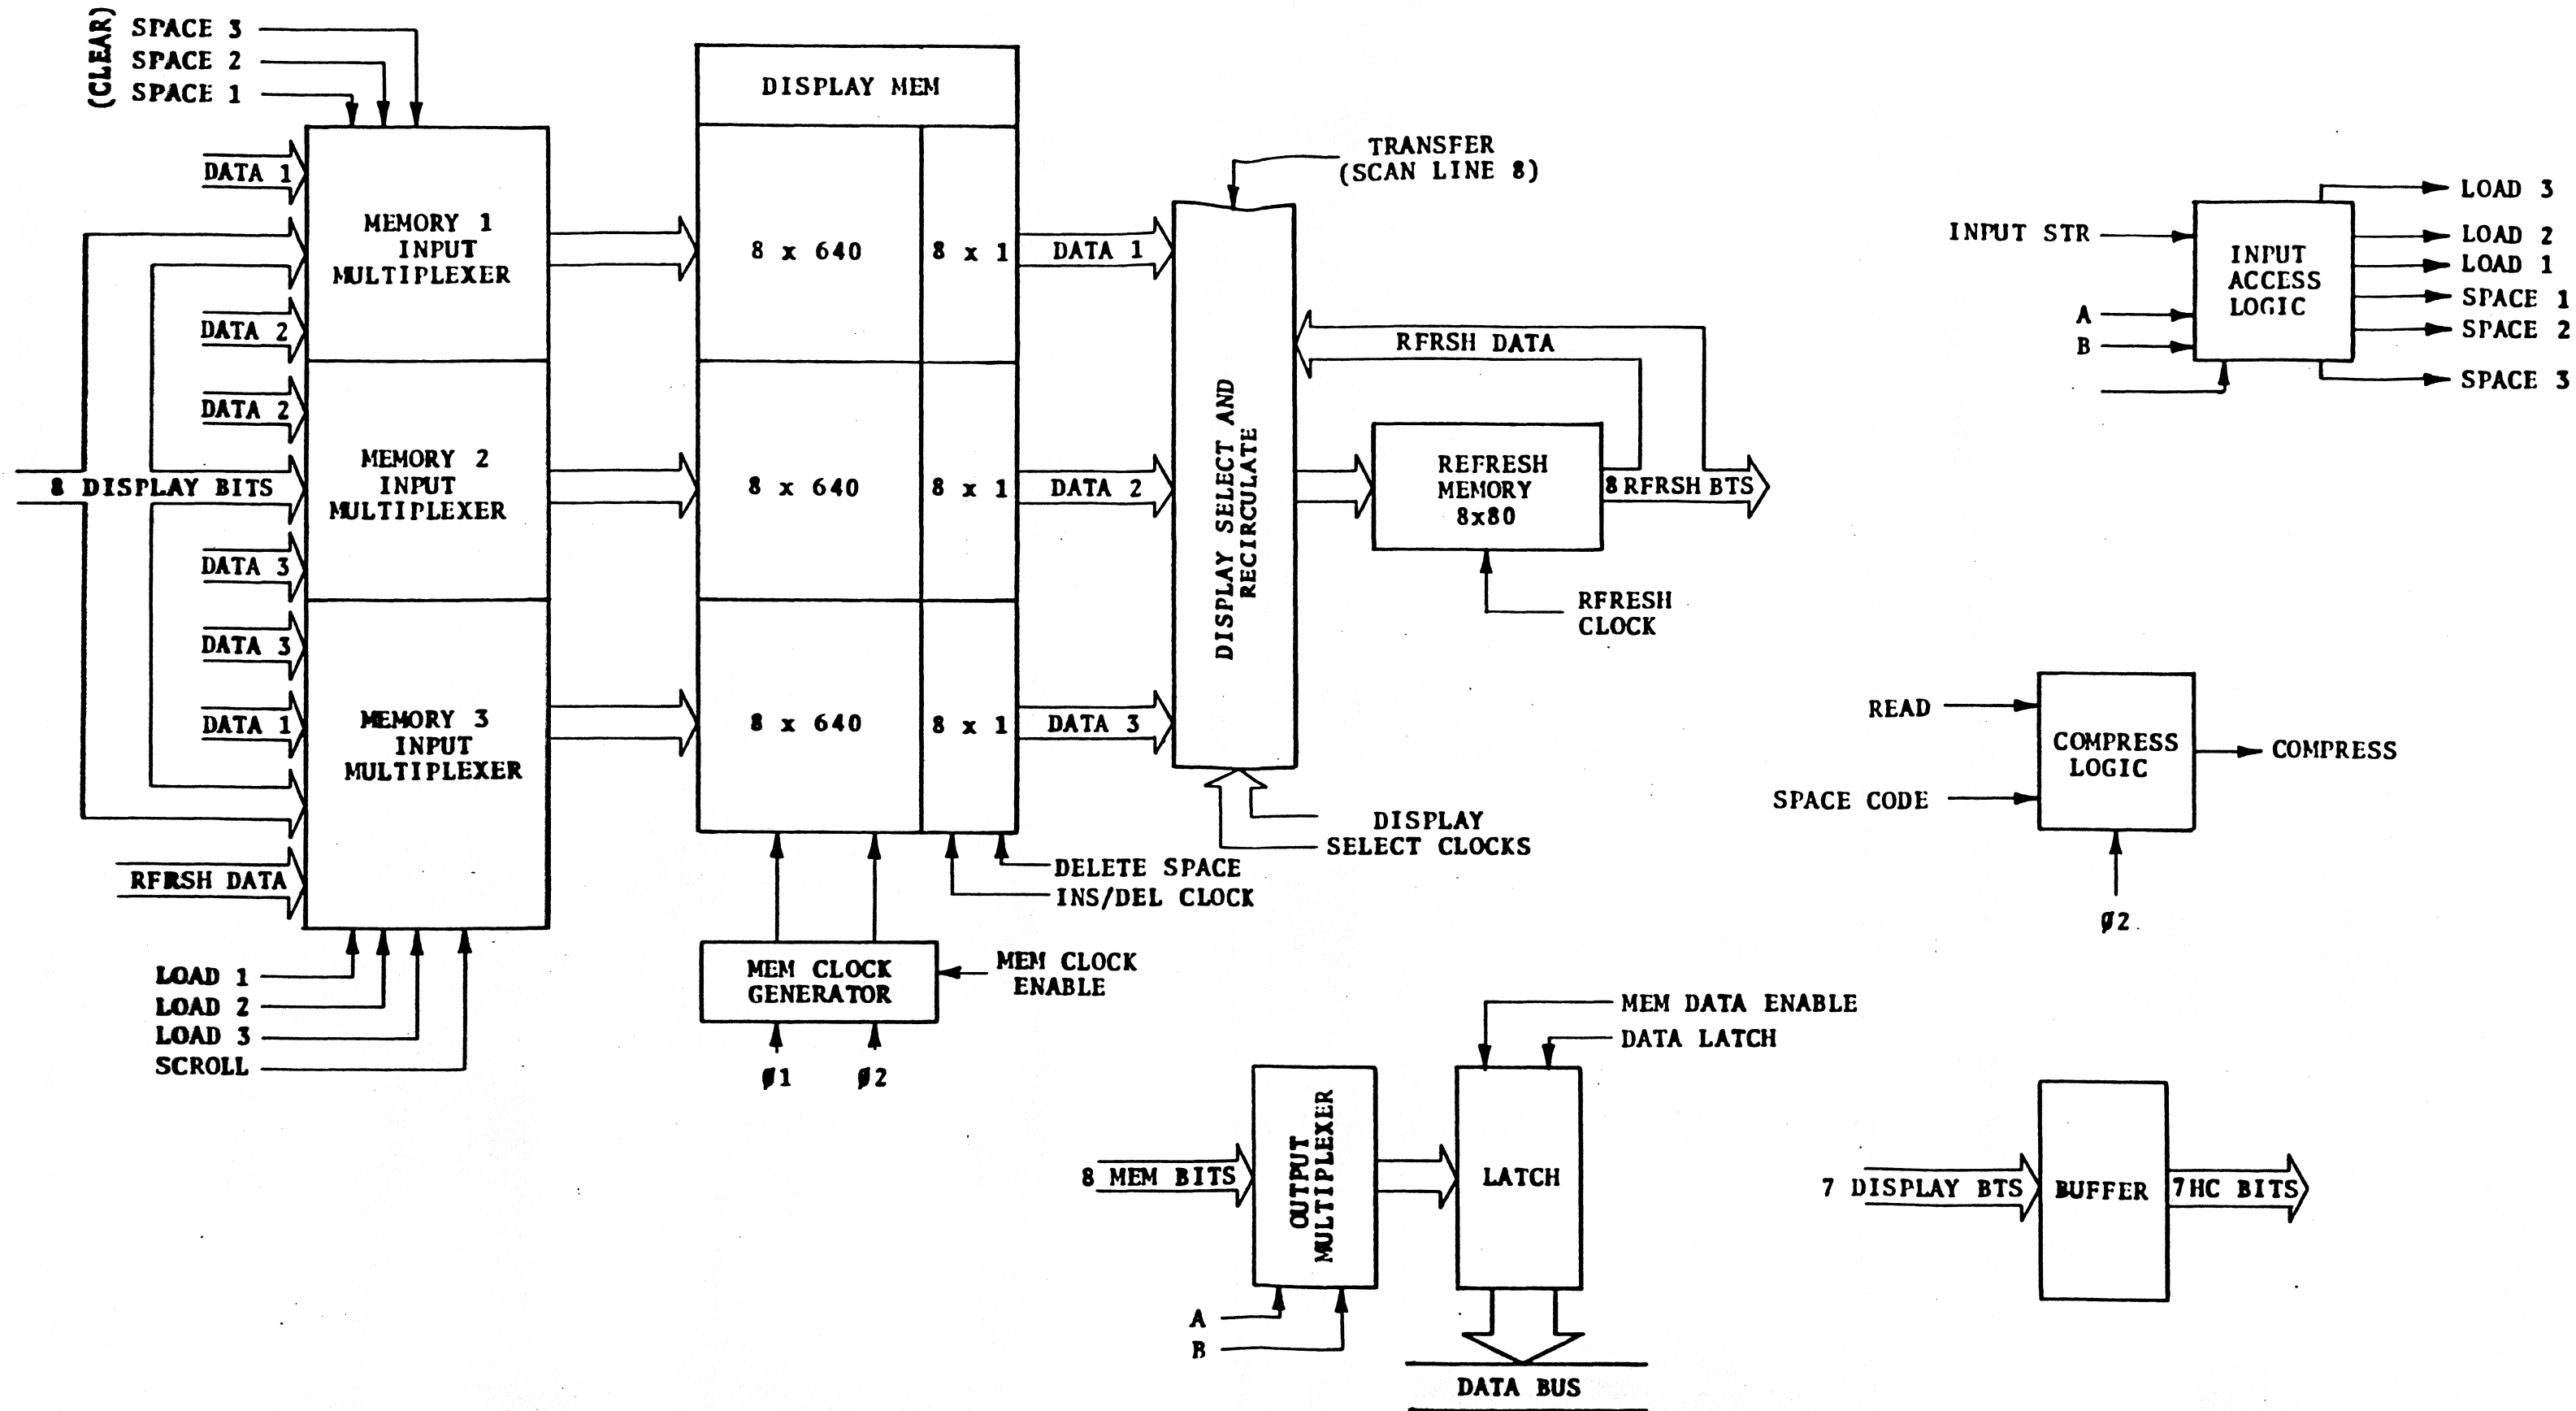 (CLEAR)
SPACE 3
SPACE 2
SPACE 1
DATA 1
DATA 2
DATA 2
8 DISPLAY BITS
DATA 3
DATA 3
DATA 1
RFRSH DATA
LOAD 1
LOAD 2
LOAD 3
SCROLL
MEMORY 1
INPUT
MULTIPLEXER
MEMORY 2
INPUT
MULTIPLEXER
MEMORY 3
INPUT
MULTIPLEXER
DISPLAY MEM
8 x 640
8 x 1
8 x 640
8 x 1
8 x 640
8 x 1
DATA 1
DATA 2
DATA 3
DELETE SPACE
INS/DEL CLOCK
MEM CLOCK
GENERATOR
MEM CLOCK
ENABLE
Ø1
Ø2
TRANSFER
(SCAN LINE 8)
DISPLAY SELECT AND
RECIRCULATE
DISPLAY
SELECT CLOCKS
RFRSH DATA
REFRESH
MEMORY
8x80
8 RFRSH BTS
RFRESH
CLOCK
INPUT STR
A
B
INPUT
ACCESS
LOGIC
LOAD 3
LOAD 2
LOAD 1
SPACE 1
SPACE 2
SPACE 3
READ
SPACE CODE
COMPRESS
LOGIC
COMPRESS
Ø2
MEM DATA ENABLE
DATA LATCH
8 MEM BITS
OUTPUT
MULTIPLEXER
A
B
LATCH
DATA BUS
7 DISPLAY BTS
BUFFER
7HC BITS